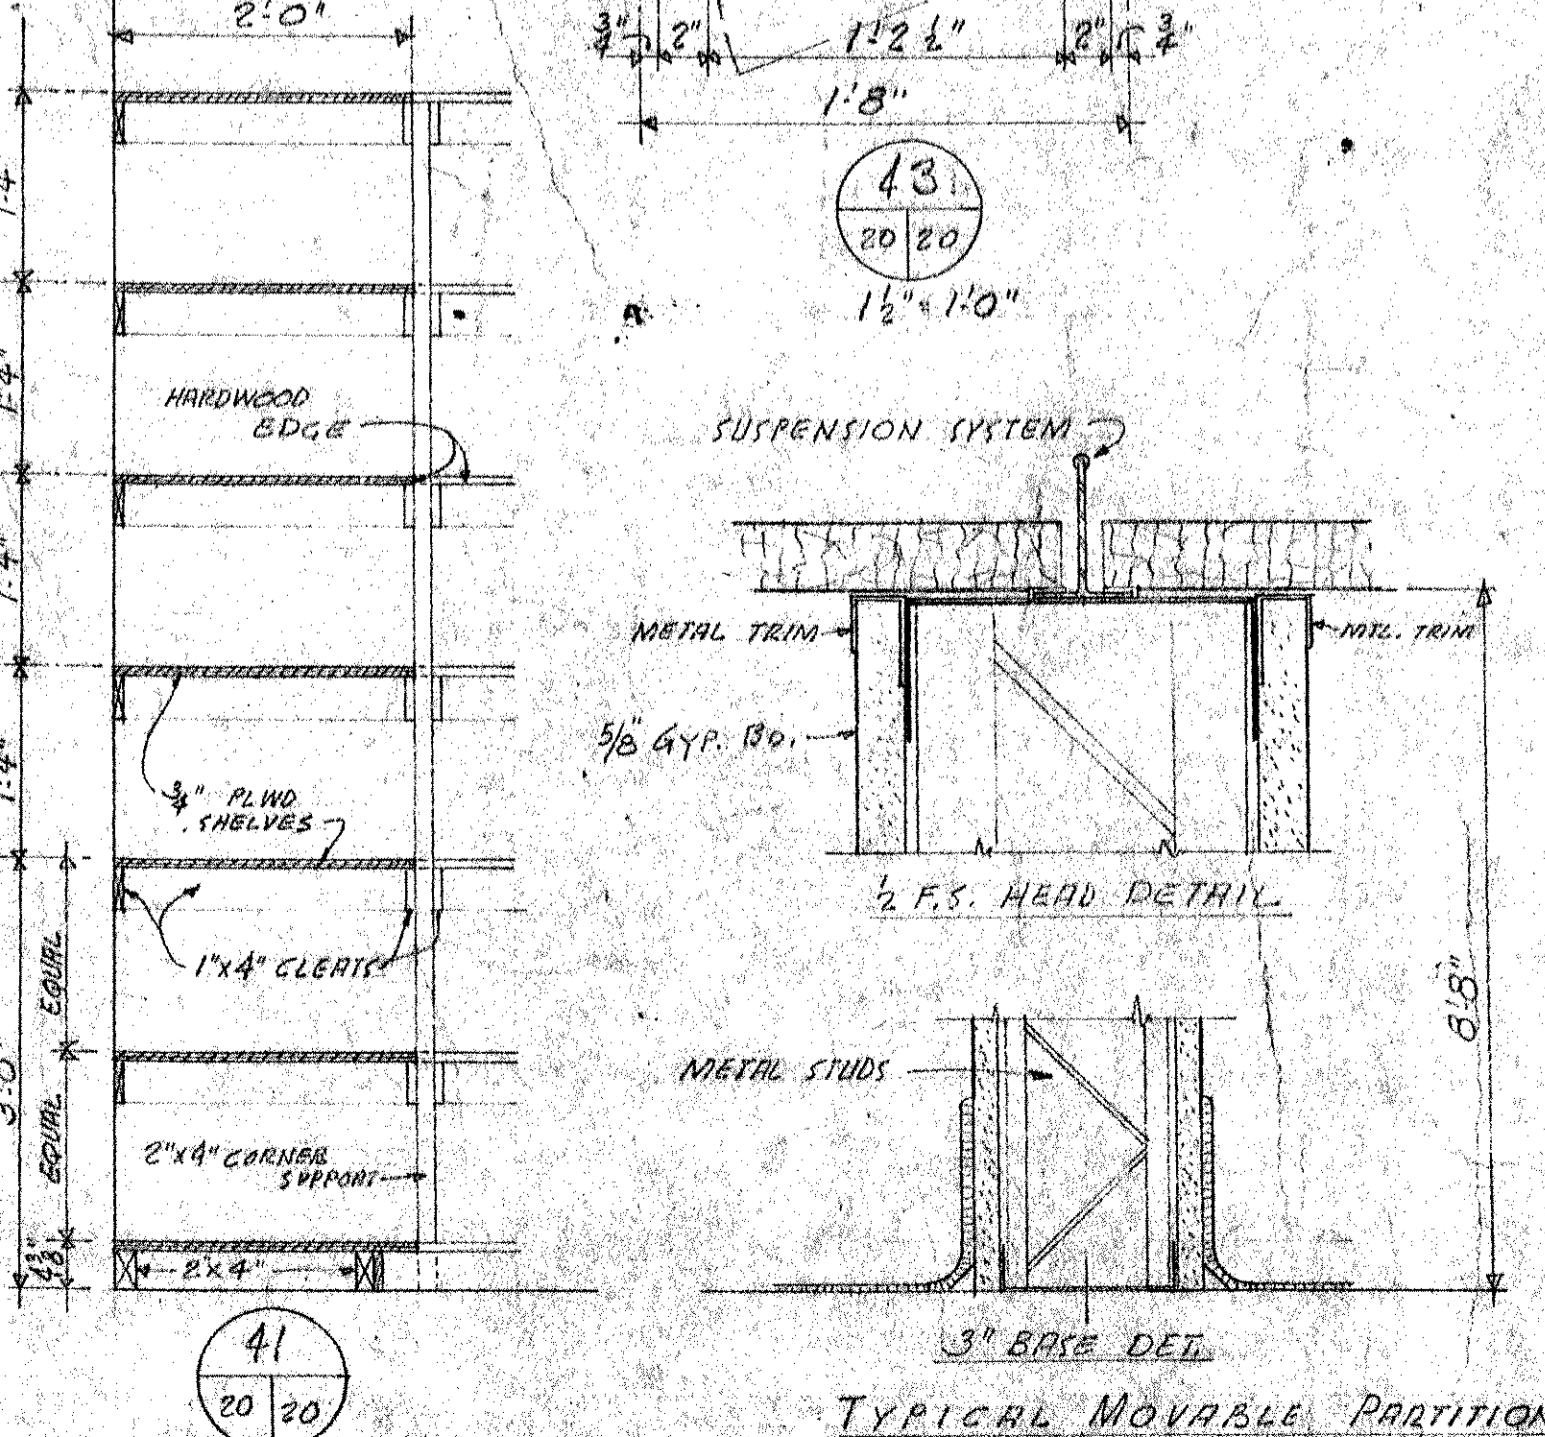 2'-0"
3/4" 2" 1'-2 1/2" 2" 3/4"
1'-8"
43
20 20
1 1/2" = 1'-0"
1'-4"
1'-4"
1'-4"
1'-4"
3'-0"
EQUAL
EQUAL
4 3/8"
HARDWOOD
EDGE
3/4" PLWD
SHELVES
1"x4" CLEATS
2"x4" CORNER
SUPPORT
2"x4"
41
20 20
SUSPENSION SYSTEM
METAL TRIM
MTL. TRIM
5/8" GYP. BD.
1/2 F.S. HEAD DETAIL
8'-8"
METAL STUDS
3" BASE DET.
TYPICAL MOVABLE PARTITION